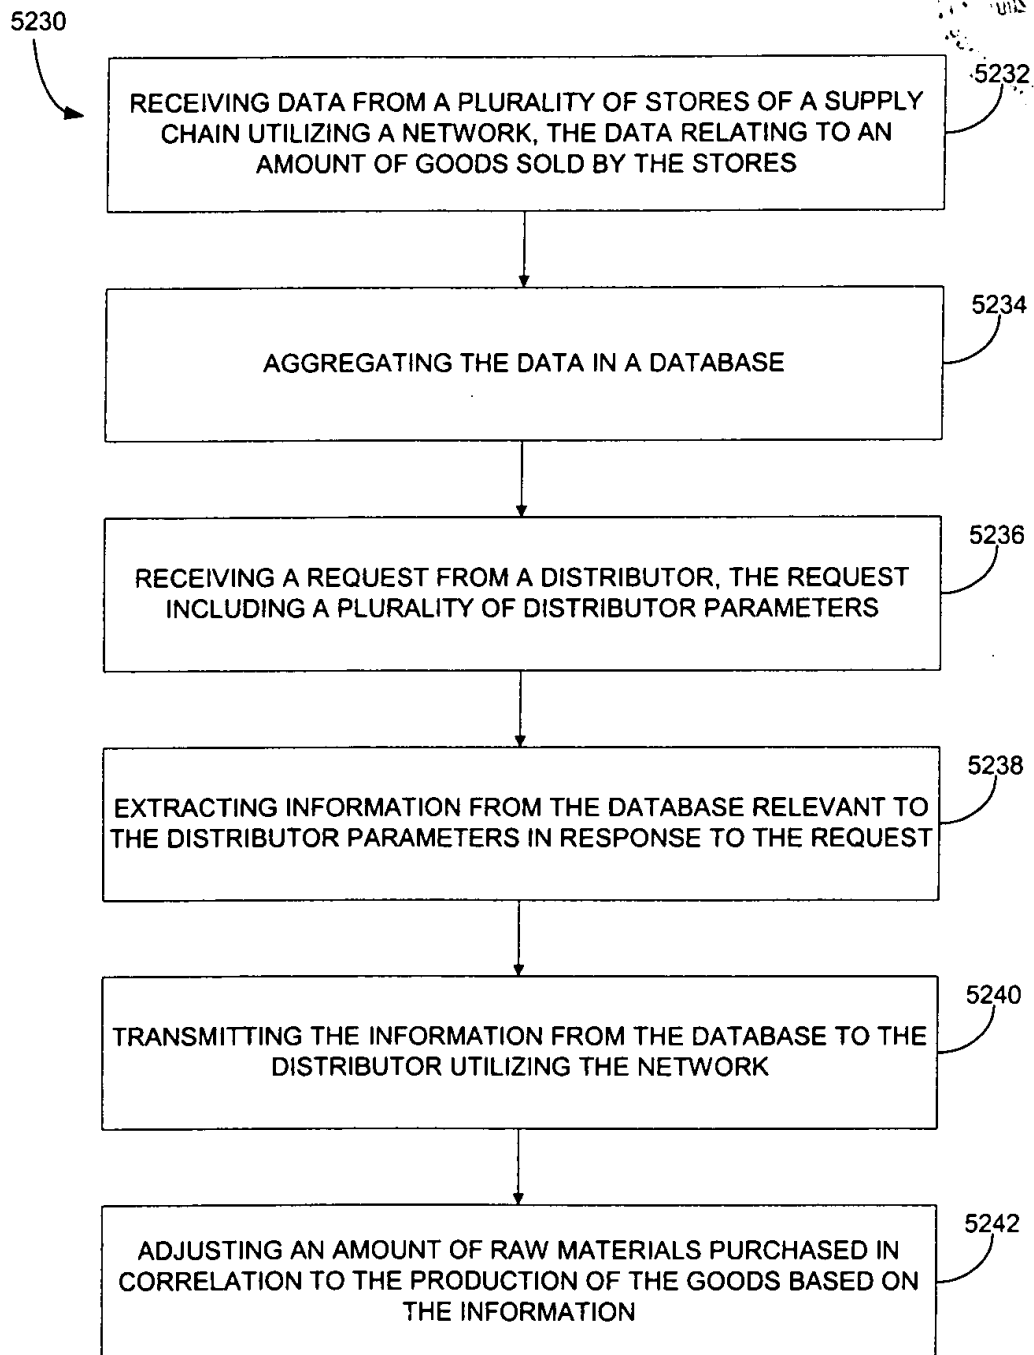 5230
5232
RECEIVING DATA FROM A PLURALITY OF STORES OF A SUPPLY
CHAIN UTILIZING A NETWORK, THE DATA RELATING TO AN
AMOUNT OF GOODS SOLD BY THE STORES
5234
AGGREGATING THE DATA IN A DATABASE
5236
RECEIVING A REQUEST FROM A DISTRIBUTOR, THE REQUEST
INCLUDING A PLURALITY OF DISTRIBUTOR PARAMETERS
5238
EXTRACTING INFORMATION FROM THE DATABASE RELEVANT TO
THE DISTRIBUTOR PARAMETERS IN RESPONSE TO THE REQUEST
5240
TRANSMITTING THE INFORMATION FROM THE DATABASE TO THE
DISTRIBUTOR UTILIZING THE NETWORK
5242
ADJUSTING AN AMOUNT OF RAW MATERIALS PURCHASED IN
CORRELATION TO THE PRODUCTION OF THE GOODS BASED ON
THE INFORMATION